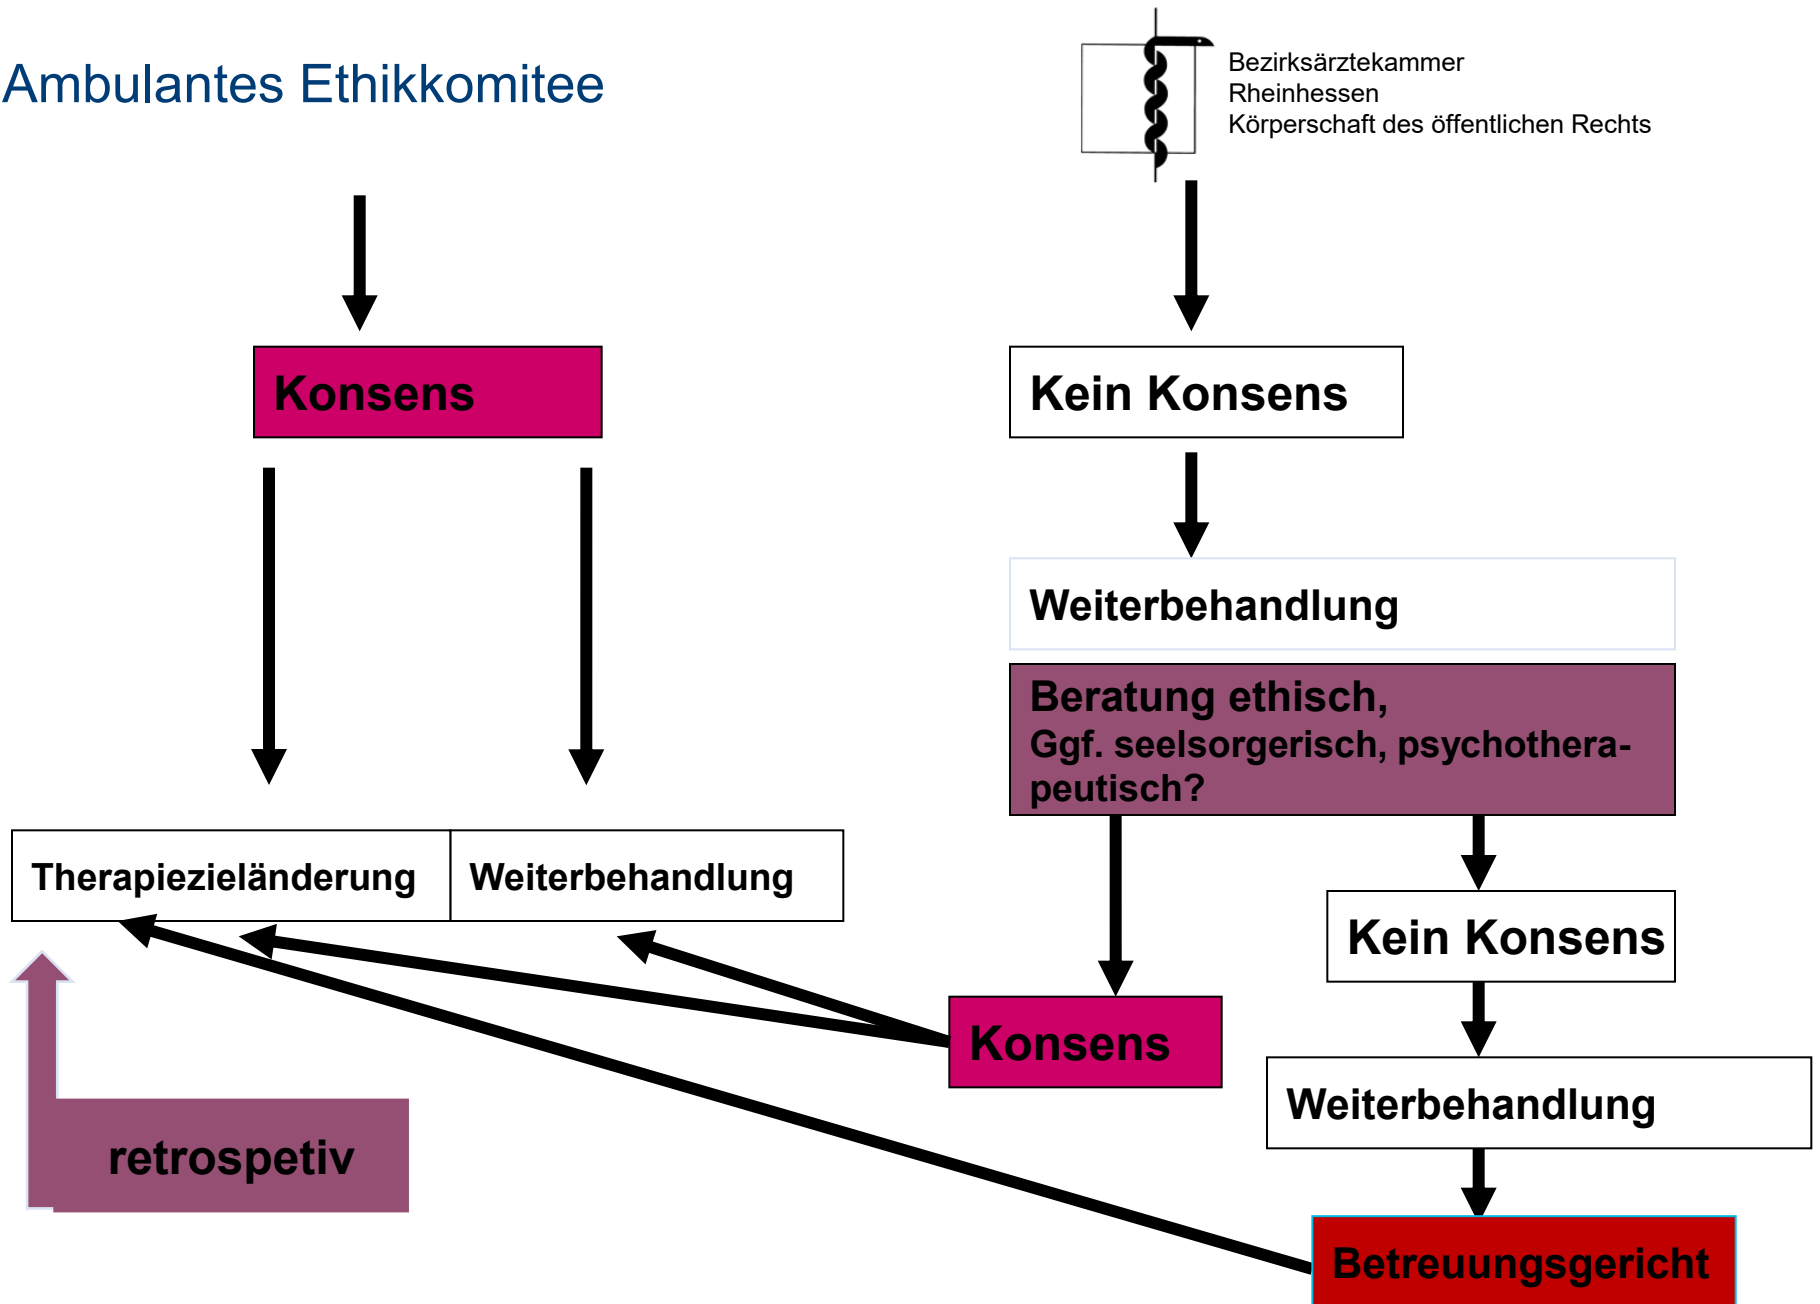 Ambulantes Ethikkomitee
Bezirksärztekammer
Rheinhessen
Körperschaft des öffentlichen Rechts
Konsens
Kein Konsens
Weiterbehandlung
Beratung ethisch,
Ggf. seelsorgerisch, psychothera-
peutisch?
Therapiezieländerung
Weiterbehandlung
Kein Konsens
Konsens
Weiterbehandlung
retrospetiv
Betreuungsgericht